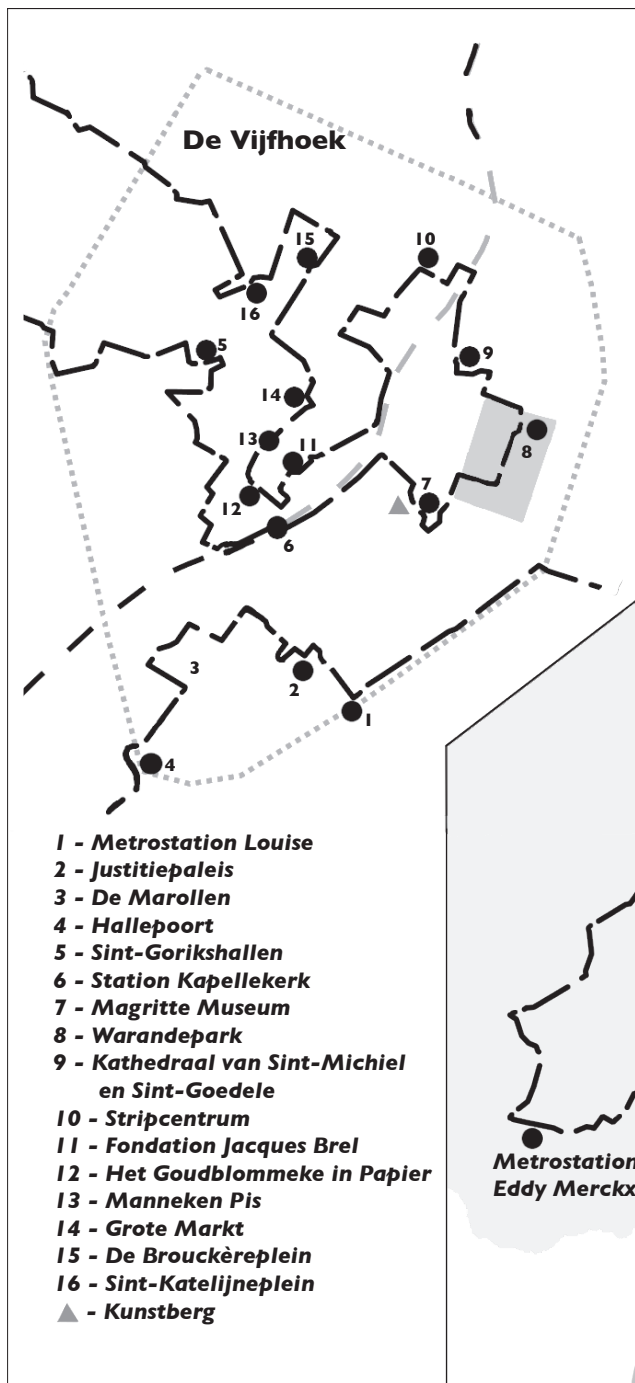 De Vijfhoek
15
10
16
5
9
14
13
11
8
7
12
6
3
2
1
4
1 - Metrostation Louise
2 - Justitiepaleis
3 - De Marollen
4 - Hallepoort
5 - Sint-Gorikshallen
6 - Station Kapellekerk
7 - Magritte Museum
8 - Warandepark
9 - Kathedraal van Sint-Michiel
en Sint-Goedele
10 - Stripcentrum
11 - Fondation Jacques Brel
12 - Het Goudblommeke in Papier
13 - Manneken Pis
14 - Grote Markt
15 - De Brouckèreplein
16 - Sint-Katelijneplein
- Kunstberg
Metrostation
Eddy Merckx